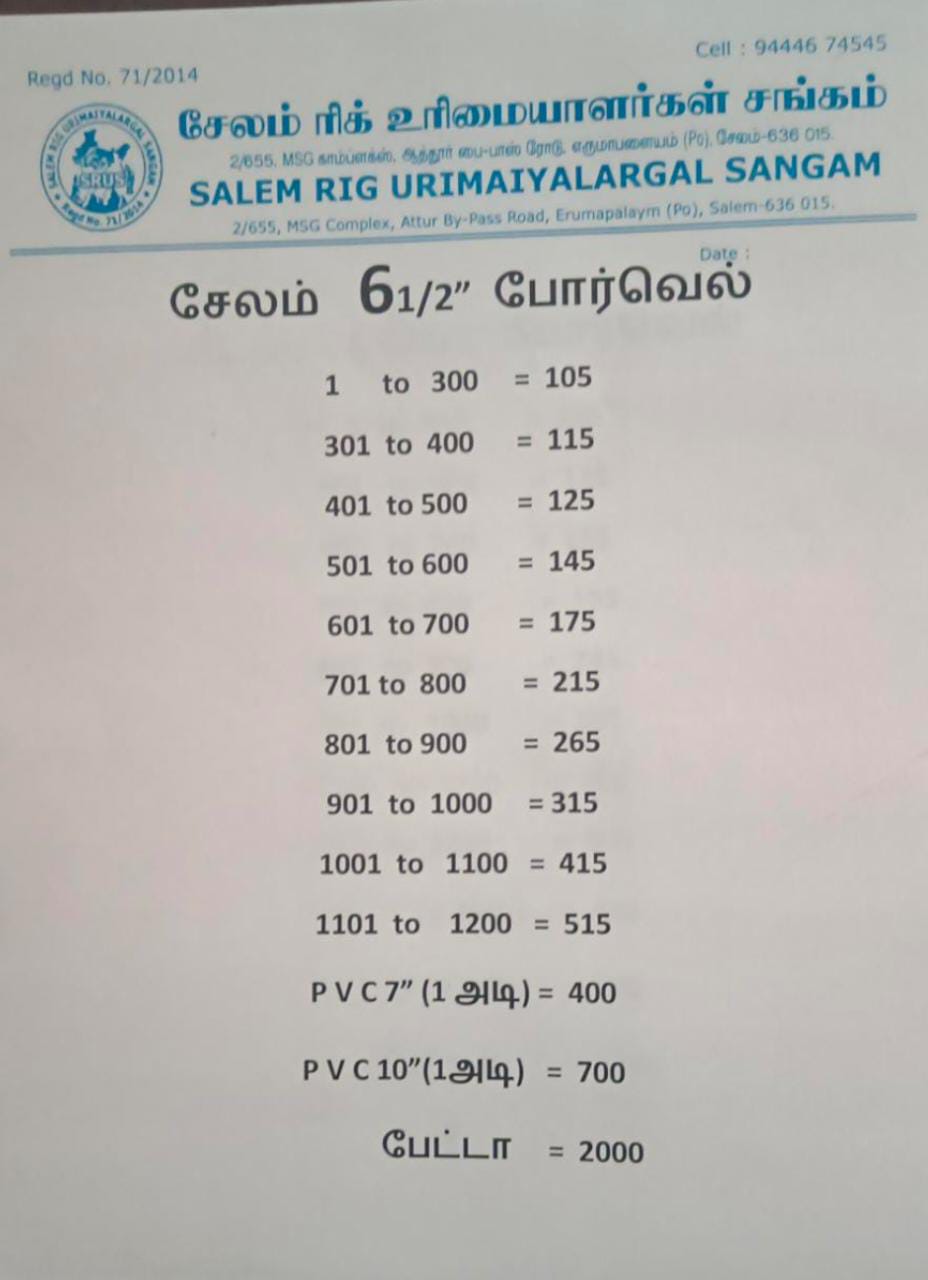 Cell : 94446 74545
Regd No. 71/2014
சேலம் ரிக் உரிமையாளர்கள் சங்கம்
2/655, MSG காம்ப்ளக்ஸ், ஆத்தூர் பை-பாஸ் ரோடு, எருமாபாளையம் (Po), சேலம்-636 015.
SALEM RIG URIMAIYALARGAL SANGAM
2/655, MSG Complex, Attur By-Pass Road, Erumapalaym (Po), Salem-636 015.
SALEM RIG URIMAIYALARGAL SANGAM
SRUS
Regd No. 71/2014
Date :
சேலம் 6 1/2” போர்வெல்
1 to 300 = 105
301 to 400 = 115
401 to 500 = 125
501 to 600 = 145
601 to 700 = 175
701 to 800 = 215
801 to 900 = 265
901 to 1000 = 315
1001 to 1100 = 415
1101 to 1200 = 515
P V C 7” (1 அடி) = 400
P V C 10”(1அடி) = 700
பேட்டா = 2000